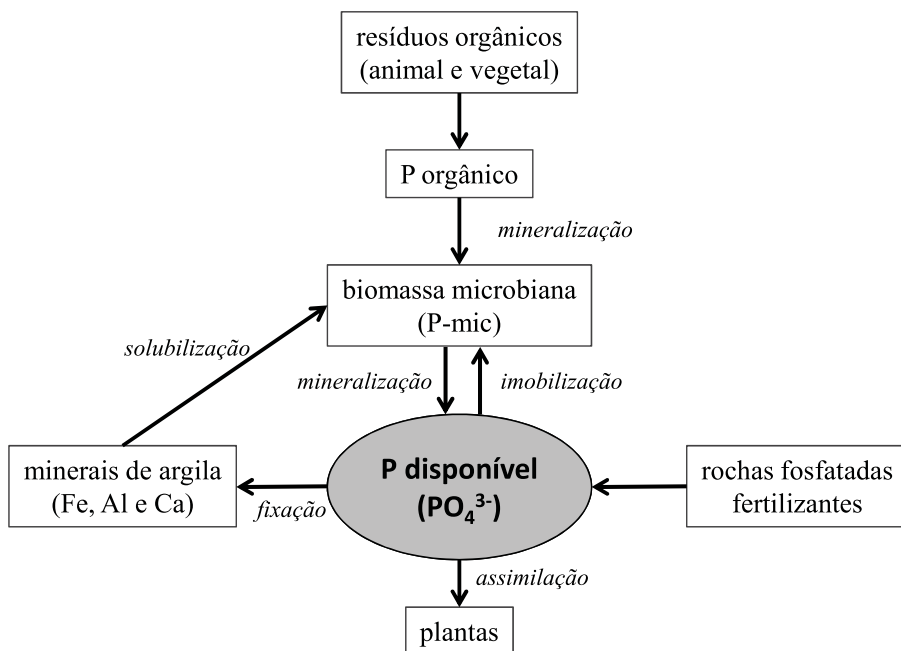 resíduos orgânicos
(animal e vegetal)
P orgânico
mineralização
biomassa microbiana
(P-mic)
solubilização
mineralização
imobilização
minerais de argila
(Fe, Al e Ca)
fixação
P disponível
(PO₄³⁻)
rochas fosfatadas
fertilizantes
assimilação
plantas